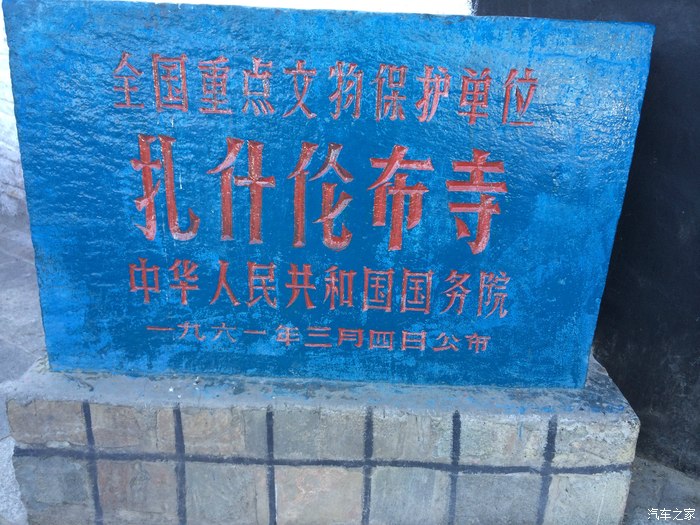 全国重点文物保护单位
扎什伦布寺
中华人民共和国国务院
一九六一年三月四日公布
汽车之家